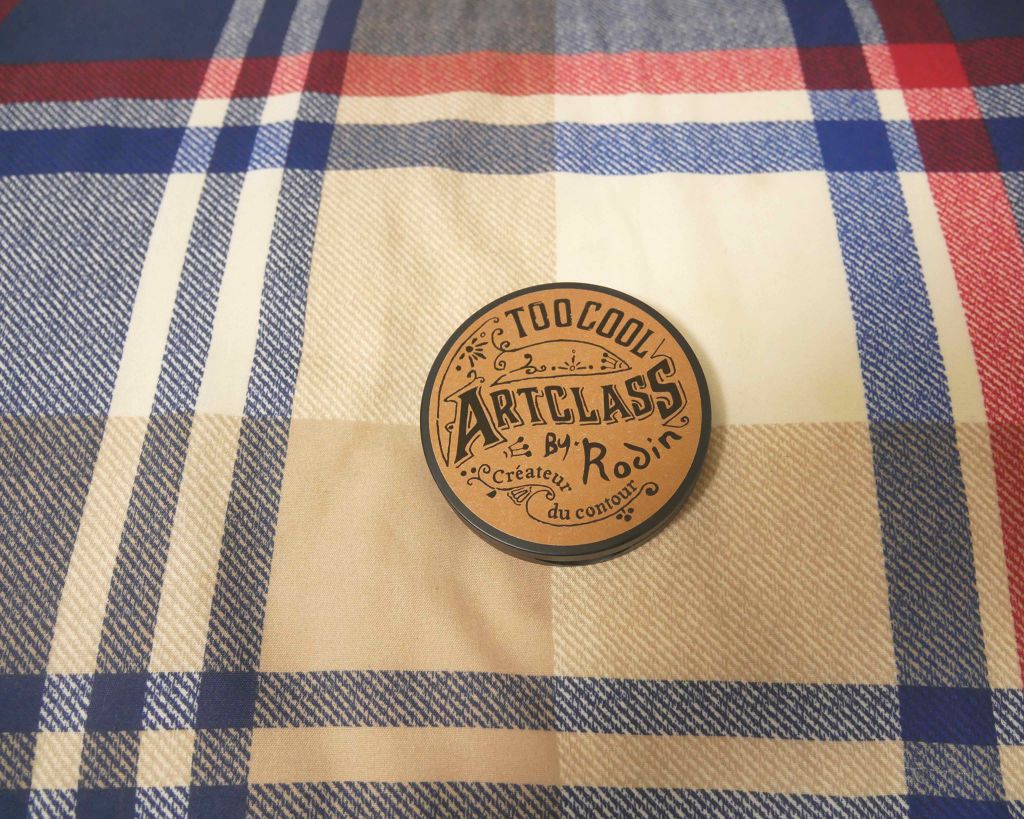 TOO COOL
ARTCLASS
BY. Rodin
Créateur
du contour